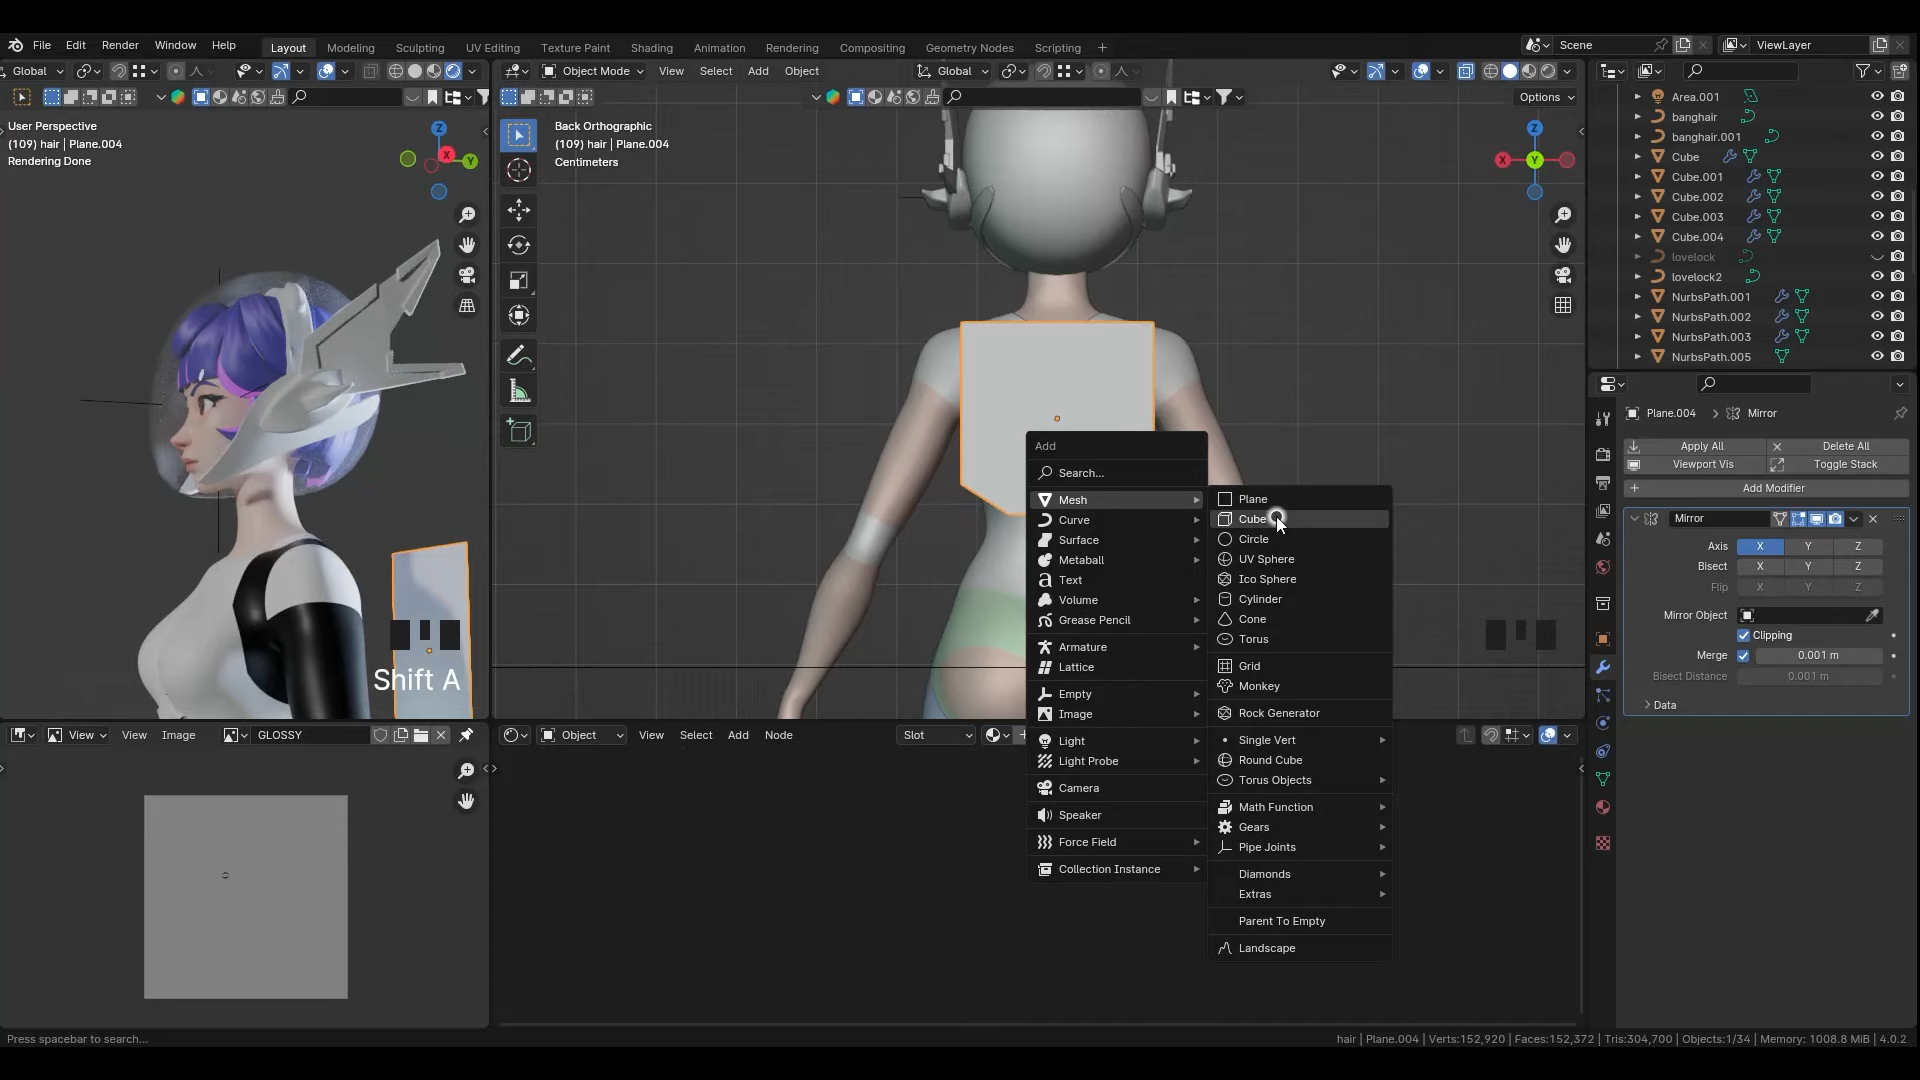 File Edit Render Window Help Layout Modeling Sculpting UV Editing Texture Paint Shading Animation Rendering Compositing Geometry Nodes Scripting + Scene ViewLayer
Global Object Mode View Select Add Object Global
Options
User Perspective
(109) hair | Plane.004
Rendering Done
Back Orthographic
(109) hair | Plane.004
Centimeters
Z
X
Y
Z
X
Y
Area.001
banghair
banghair.001
Cube
Cube.001
Cube.002
Cube.003
Cube.004
lovelock
lovelock2
NurbsPath.001
NurbsPath.002
NurbsPath.003
NurbsPath.005
Plane.004 > Mirror
Apply All Delete All
Viewport Vis Toggle Stack
Add Modifier
Mirror
Axis X Y Z
Bisect X Y Z
Flip
Mirror Object
Clipping
Merge 0.001 m
Bisect Distance 0.001 m
Data
Add
Search...
Mesh
Curve
Surface
Metaball
Text
Volume
Grease Pencil
Armature
Lattice
Empty
Image
Light
Light Probe
Camera
Speaker
Force Field
Collection Instance
Plane
Cube
Circle
UV Sphere
Ico Sphere
Cylinder
Cone
Torus
Grid
Monkey
Rock Generator
Single Vert
Round Cube
Torus Objects
Math Function
Gears
Pipe Joints
Diamonds
Extras
Parent To Empty
Landscape
Shift A
View View Image GLOSSY
Object View Select Add Node Slot
Press spacebar to search...
hair | Plane.004 | Verts:152,920 | Faces:152,372 | Tris:304,700 | Objects:1/34 | Memory: 1008.8 MiB | 4.0.2